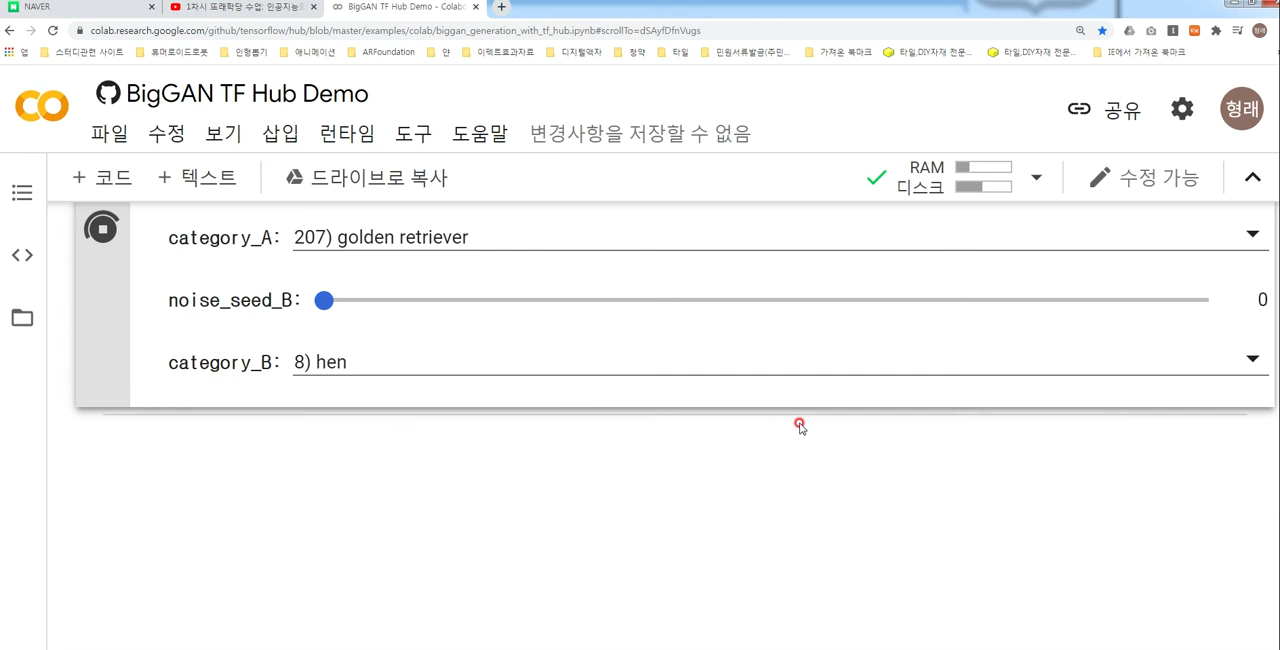 NAVER
1차시 또래학당 수업: 인공지능의
BigGAN TF Hub Demo - Colabo
colab.research.google.com/github/tensorflow/hub/blob/master/examples/colab/biggan_generation_with_tf_hub.ipynb#scrollTo=dSAyfDfnVugs
앱 스터디관련 사이트 휴머로이드로봇 인형뽑기 애니메이션 ARFoundation 얀 이펙트효과자료 디지털액자 타일 민원서류발급(주민... 가져온 북마크 타일,DIY자재 전문... 청약 타일,DIY자재 전문... IE에서 가져온 북마크
BigGAN TF Hub Demo
파일 수정 보기 삽입 런타임 도구 도움말 변경사항을 저장할 수 없음
공유
형래
+ 코드 + 텍스트 드라이브로 복사
RAM
디스크
수정 가능
category_A: 207) golden retriever
noise_seed_B: 0
category_B: 8) hen